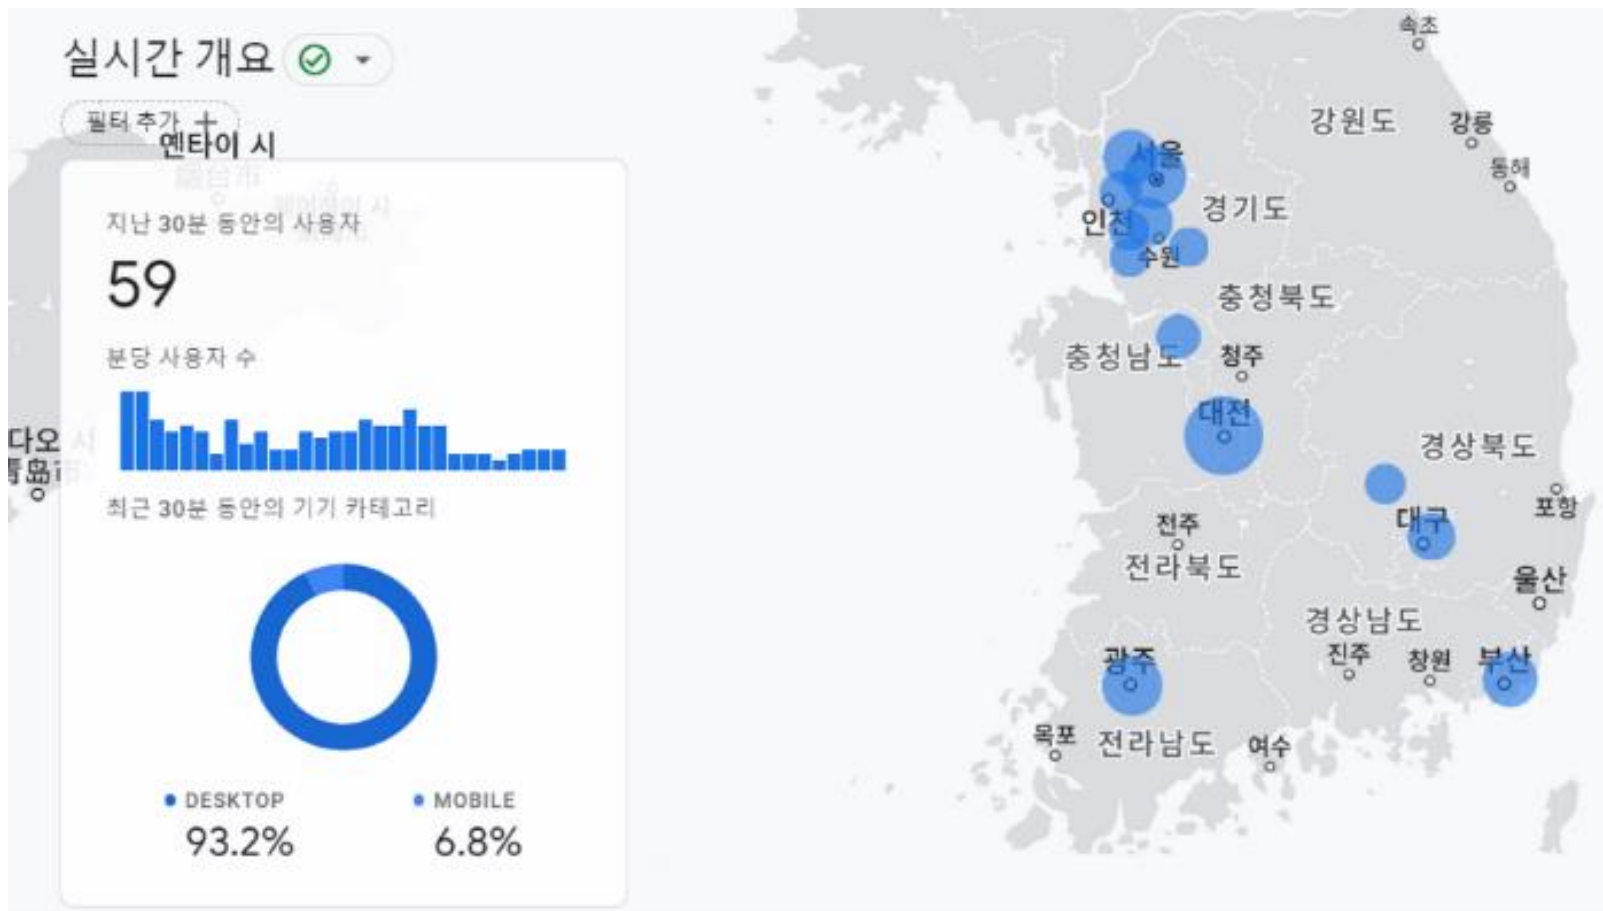 실시간 개요
필터 추가 +
옌타이 시
지난 30분 동안의 사용자
59
분당 사용자 수
최근 30분 동안의 기기 카테고리
DESKTOP
93.2%
MOBILE
6.8%
다오
속초
강원도
강릉
동해
서울
경기도
인천
수원
충청북도
충청남도
청주
대전
경상북도
포항
대구
전주
전라북도
울산
경상남도
진주
창원
부산
광주
목포
전라남도
여수